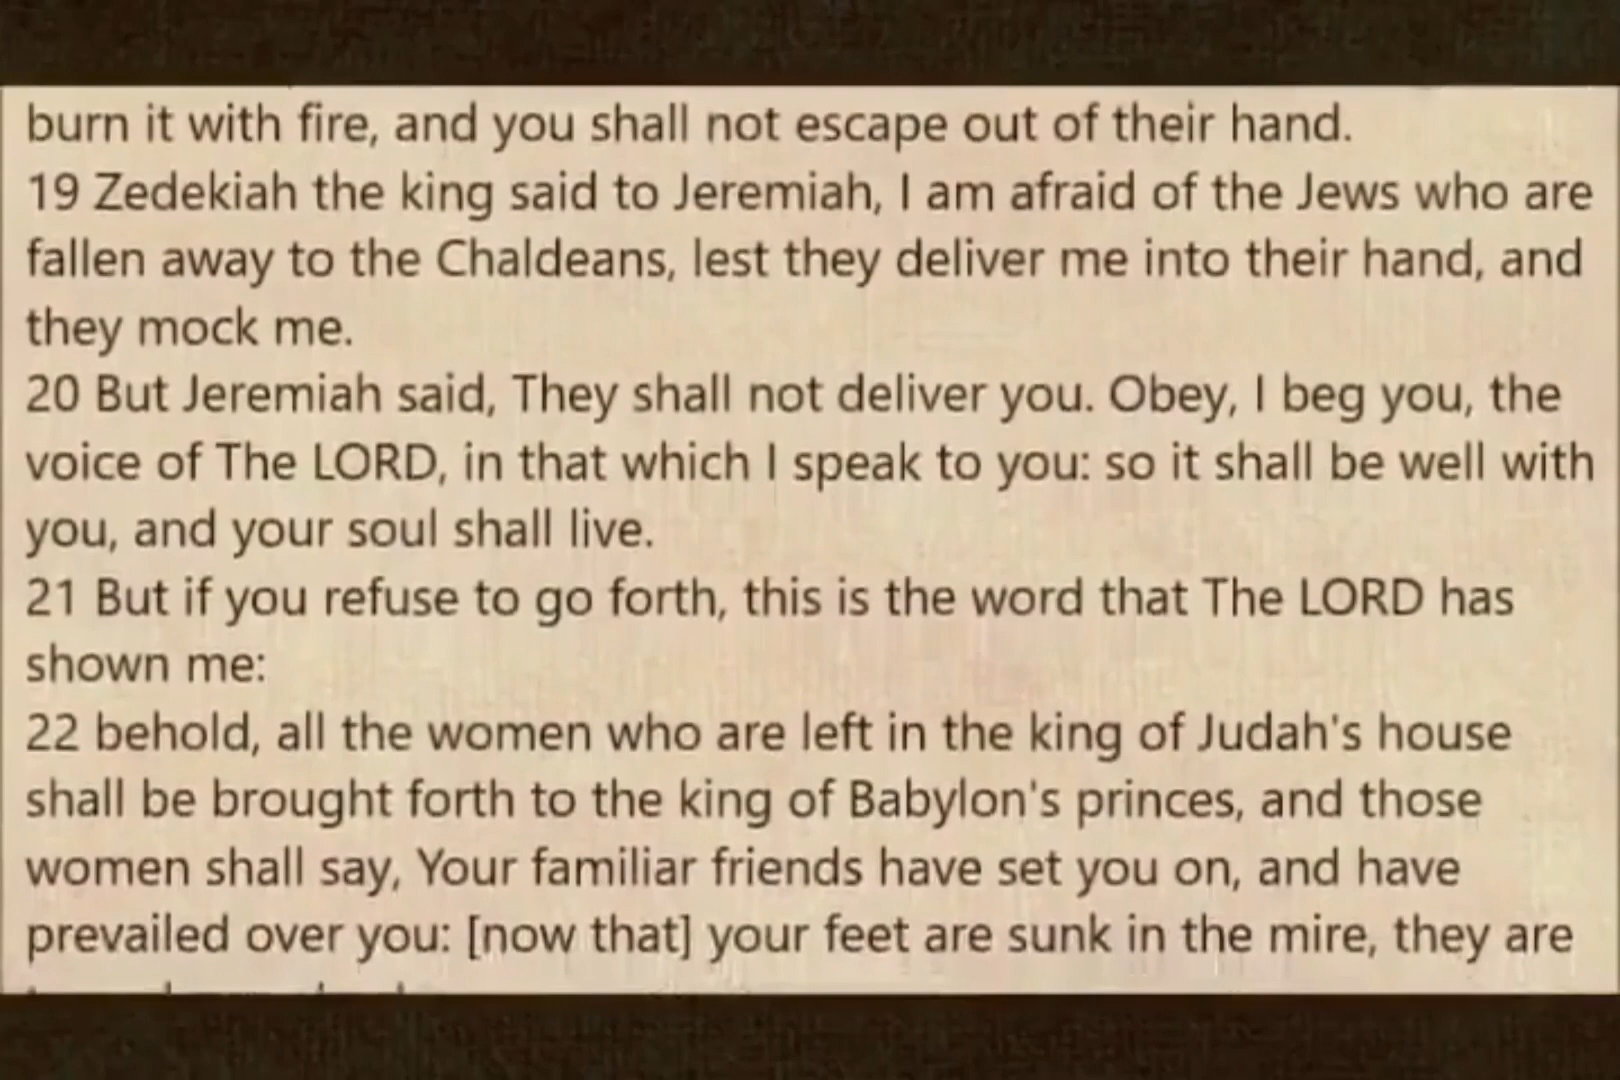 burn it with fire, and you shall not escape out of their hand.
19 Zedekiah the king said to Jeremiah, I am afraid of the Jews who are
fallen away to the Chaldeans, lest they deliver me into their hand, and
they mock me.
20 But Jeremiah said, They shall not deliver you. Obey, I beg you, the
voice of The LORD, in that which I speak to you: so it shall be well with
you, and your soul shall live.
21 But if you refuse to go forth, this is the word that The LORD has
shown me:
22 behold, all the women who are left in the king of Judah's house
shall be brought forth to the king of Babylon's princes, and those
women shall say, Your familiar friends have set you on, and have
prevailed over you: [now that] your feet are sunk in the mire, they are